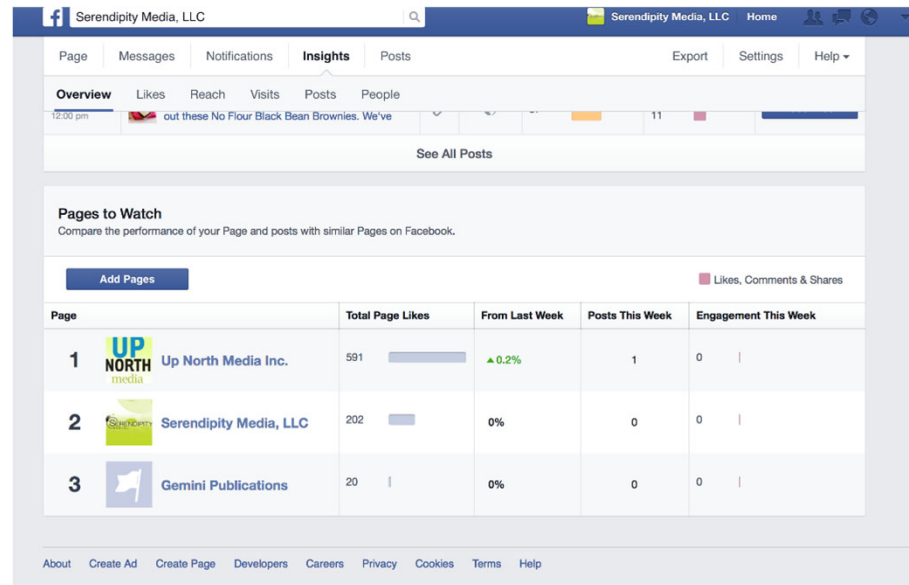 f Serendipity Media, LLC Serendipity Media, LLC Home
Page Messages Notifications Insights Posts Export Settings Help
Overview Likes Reach Visits Posts People
12:00 pm out these No Flour Black Bean Brownies. We've 11
See All Posts
Pages to Watch
Compare the performance of your Page and posts with similar Pages on Facebook.
Add Pages Likes, Comments & Shares
Page Total Page Likes From Last Week Posts This Week Engagement This Week
UP
NORTH
media
1 Up North Media Inc. 591 ▲0.2% 1 0
SERENDIPITY
2 Serendipity Media, LLC 202 0% 0 0
3 Gemini Publications 20 0% 0 0
About Create Ad Create Page Developers Careers Privacy Cookies Terms Help